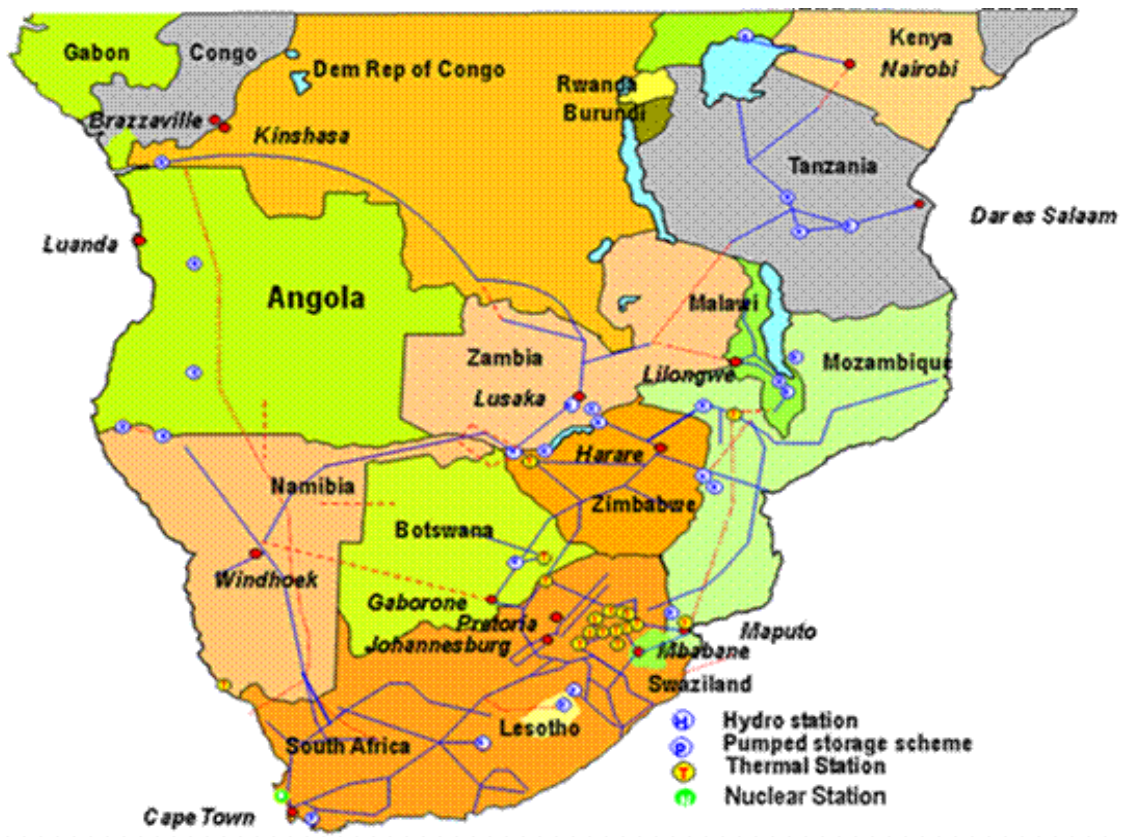 Gabon
Congo
Kenya
Nairobi
Dem Rep of Congo
Rwanda
Burundi
Brazzaville
Kinshasa
Tanzania
Dar es Salaam
Luanda
Angola
Malawi
Zambia
Mozambique
Lilongwe
Lusaka
Harare
Namibia
Zimbabwe
Botswana
Windhoek
Gaborone
Pretoria
Johannesburg
Maputo
Mbabane
Swaziland
Lesotho
South Africa
Cape Town
H Hydro station
P Pumped storage scheme
T Thermal Station
N Nuclear Station